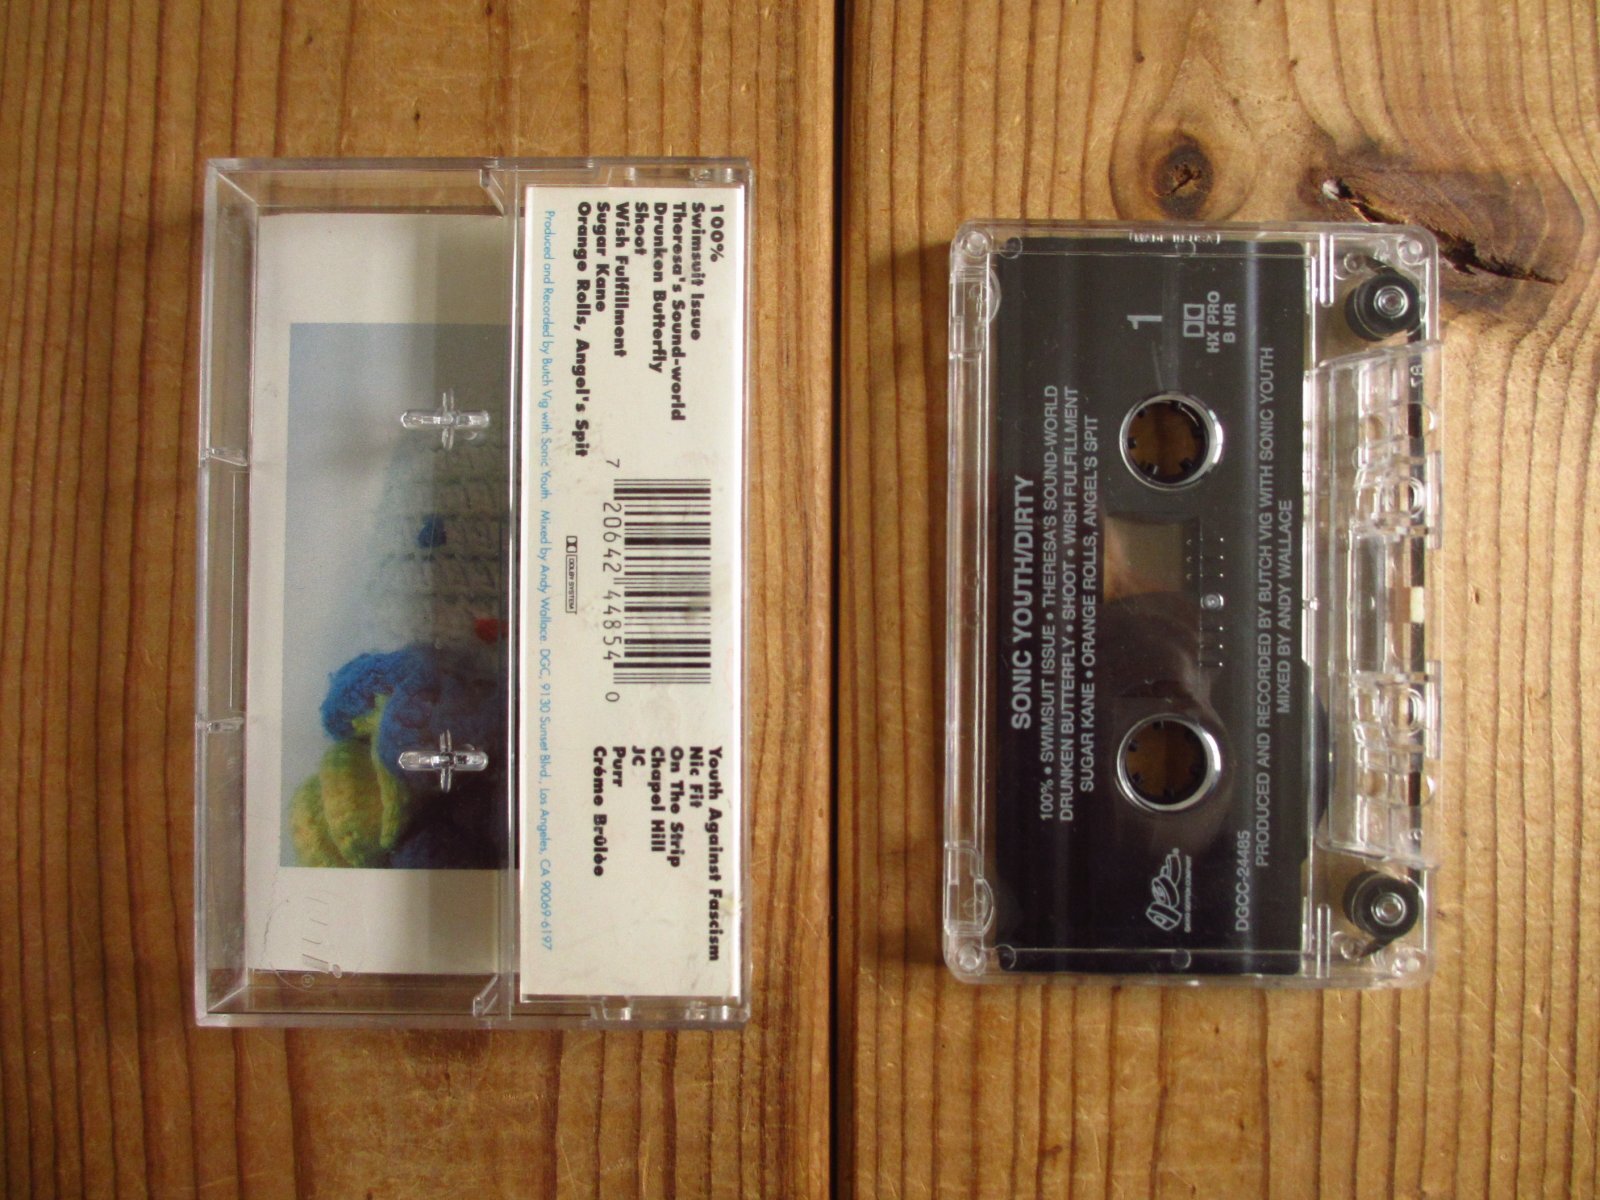 100%
Swimsuit Issue
Theresa's Sound-world
Drunken Butterfly
Shoot
Wish Fulfillment
Sugar Kane
Orange Rolls, Angel's Spit
7 20642 44854 0
Youth Against Fascism
Nic Fit
On The Strip
Chapel Hill
JC
Purr
Créme Brûlèe
DOLBY SYSTEM
Produced and Recorded by Butch Vig with Sonic Youth. Mixed by Andy Wallace DGC, 9130 Sunset Blvd., Los Angeles, CA 90069-6197
SONIC YOUTH/DIRTY
100% • SWIMSUIT ISSUE • THERESA'S SOUND-WORLD
DRUNKEN BUTTERFLY • SHOOT • WISH FULFILLMENT
SUGAR KANE • ORANGE ROLLS, ANGEL'S SPIT
1
HX PRO
B NR
DGCC-24485
PRODUCED AND RECORDED BY BUTCH VIG WITH SONIC YOUTH
MIXED BY ANDY WALLACE